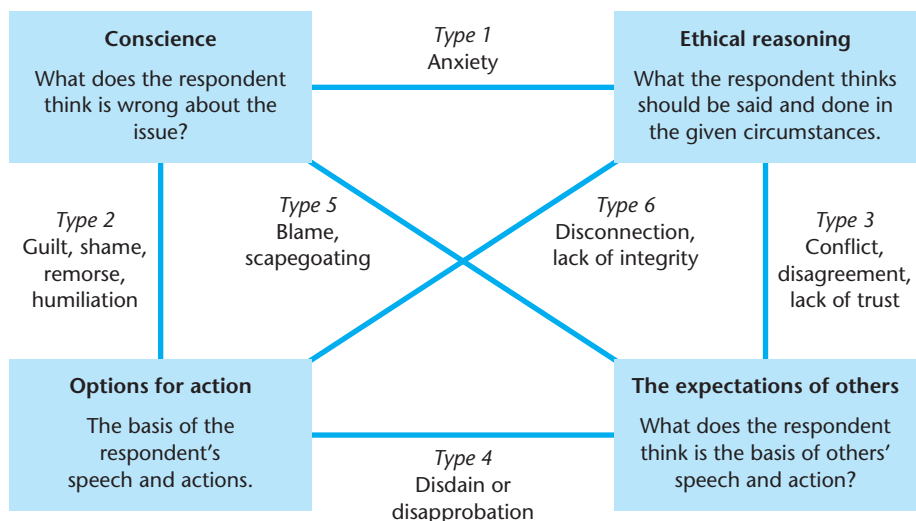 Conscience
What does the respondent
think is wrong about the
issue?
Type 1
Anxiety
Ethical reasoning
What the respondent thinks
should be said and done in
the given circumstances.
Type 2
Guilt, shame,
remorse,
humiliation
Type 5
Blame,
scapegoating
Type 6
Disconnection,
lack of integrity
Type 3
Conflict,
disagreement,
lack of trust
Options for action
The basis of the
respondent’s
speech and actions.
Type 4
Disdain or
disapprobation
The expectations of others
What does the respondent
think is the basis of others’
speech and action?